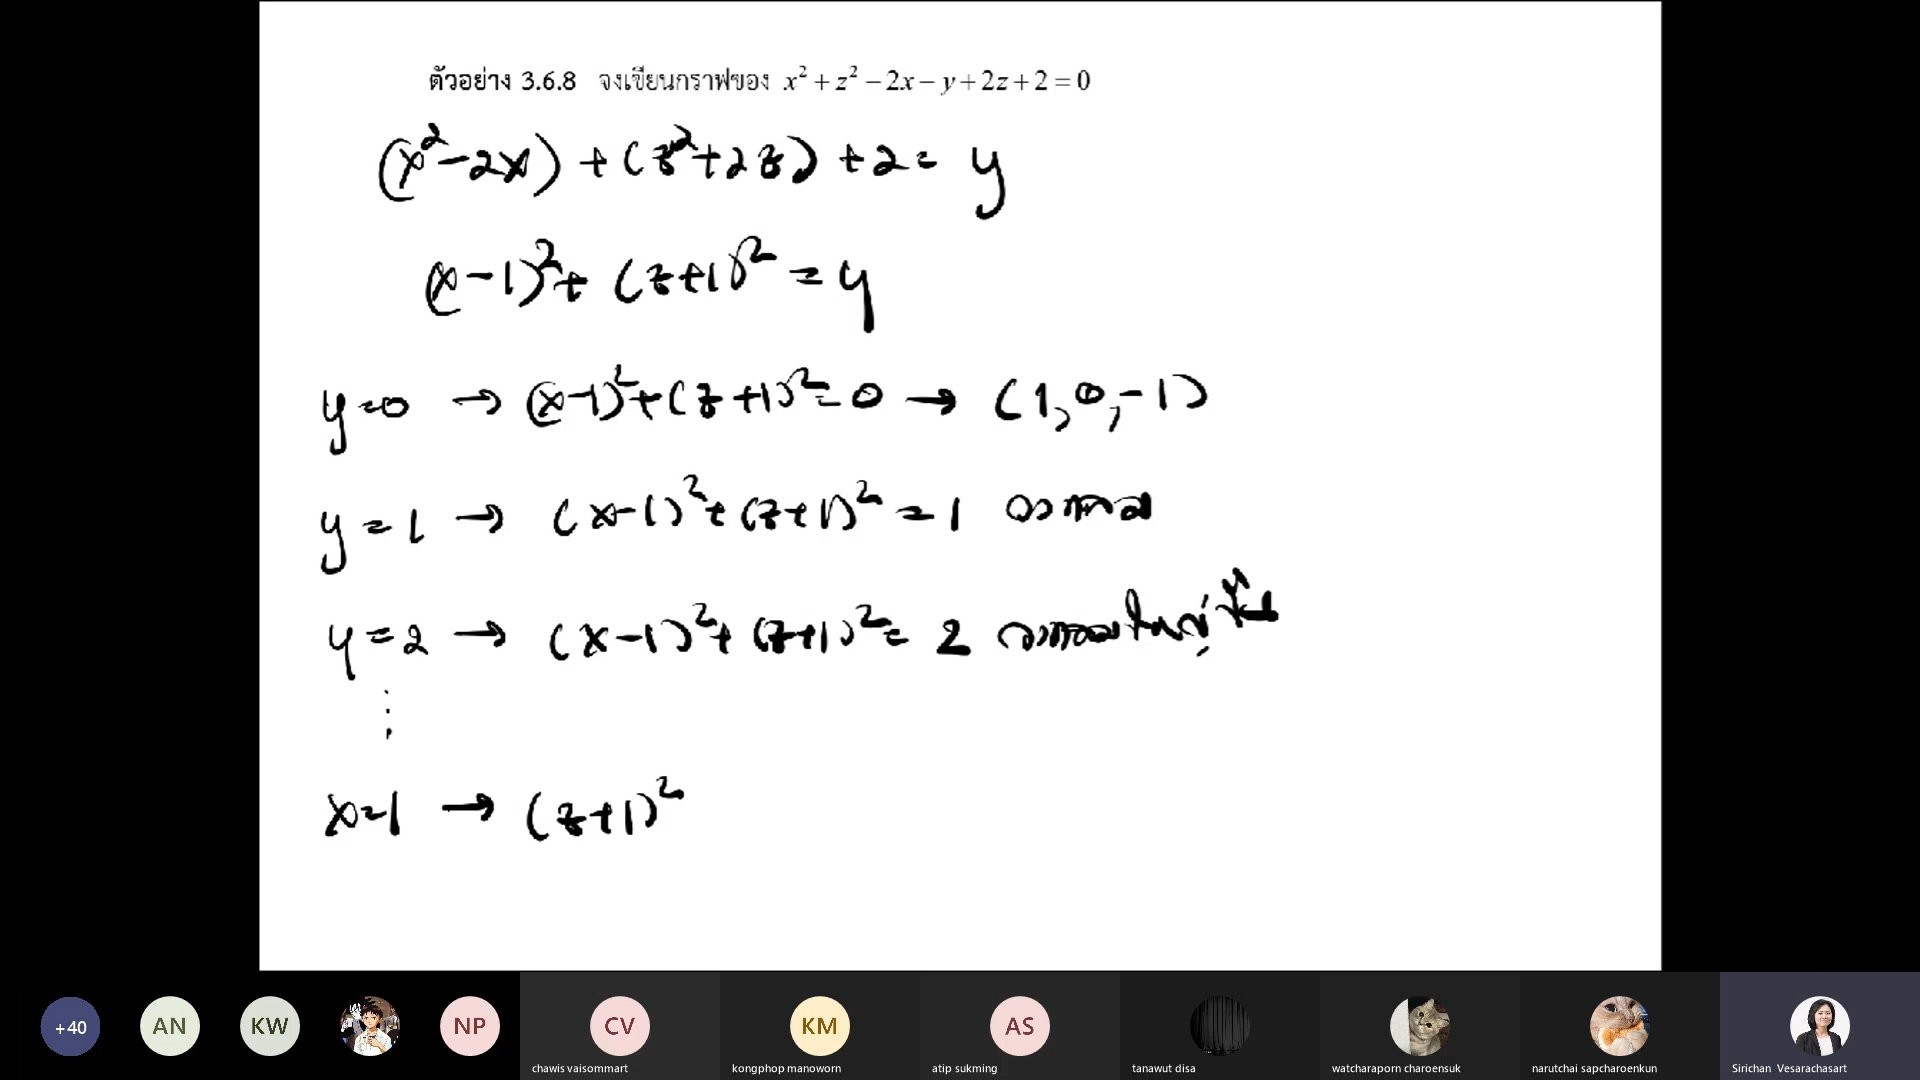 ตัวอย่าง 3.6.8 จงเขียนกราฟของ x² + z² − 2x − y + 2z + 2 = 0
(x² − 2x) + (z² + 2z) + 2 = y
(x − 1)² + (z + 1)² = y
y = 0 → (x − 1)² + (z + 1)² = 0 → (1, 0, −1)
y = 1 → (x − 1)² + (z + 1)² = 1 วงกลม
y = 2 → (x − 1)² + (z + 1)² = 2 วงกลมใหญ่ขึ้น
⋮
x = 1 → (z + 1)²
+40
AN
KW
NP
CV
KM
AS
chawis vaisommart
kongphop manoworn
atip sukming
tanawut disa
watcharaporn charoensuk
narutchai sapcharoenkun
Sirichan Vesarachasart